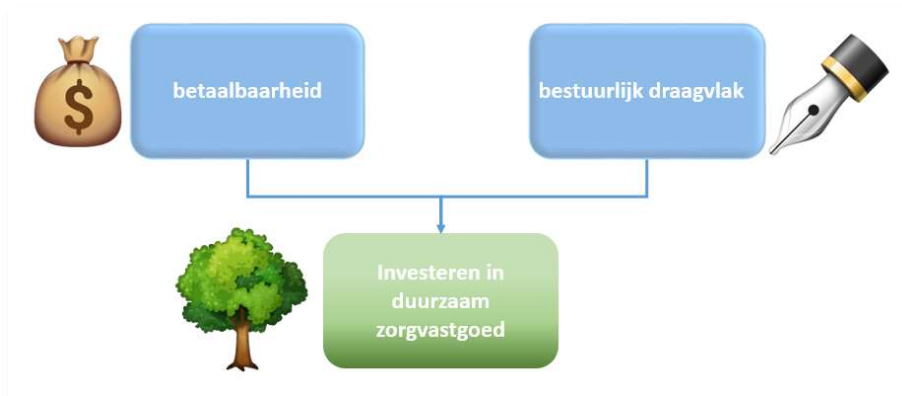 betaalbaarheid
bestuurlijk draagvlak
$
Investeren in
duurzaam
zorgvastgoed